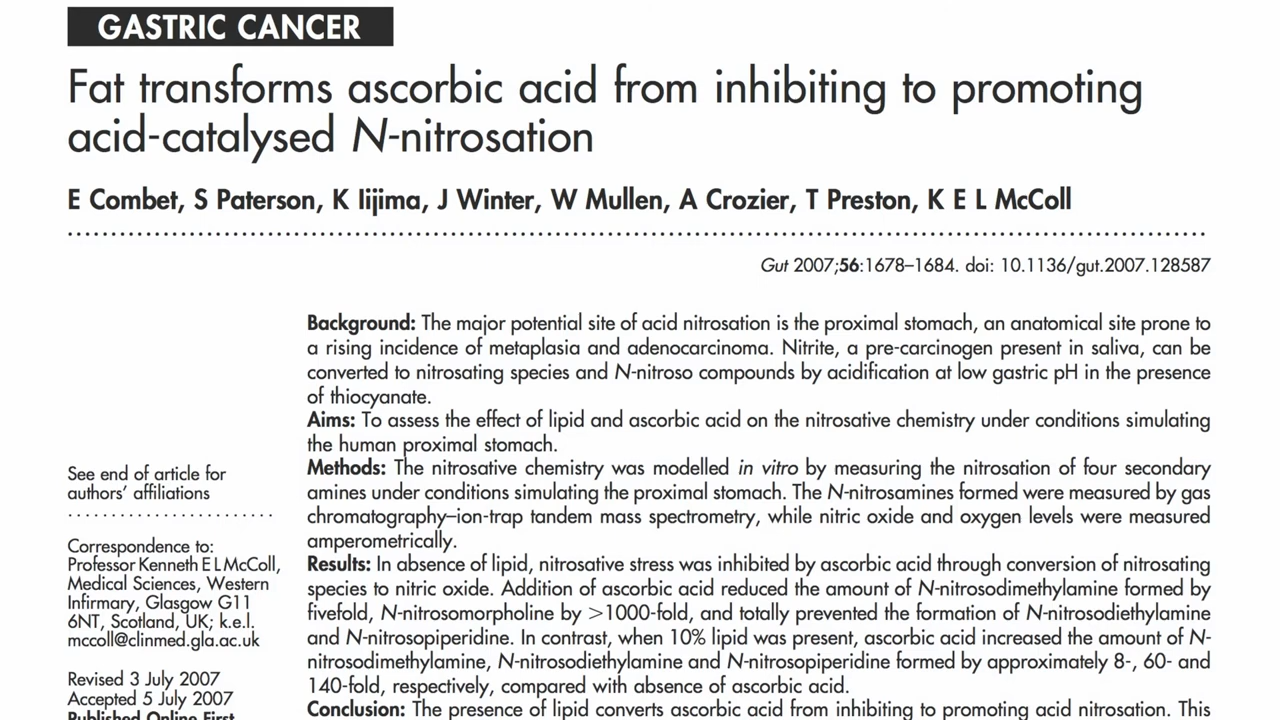 GASTRIC CANCER
Fat transforms ascorbic acid from inhibiting to promoting
acid-catalysed N-nitrosation
E Combet, S Paterson, K Iijima, J Winter, W Mullen, A Crozier, T Preston, K E L McColl
Gut 2007;56:1678–1684. doi: 10.1136/gut.2007.128587
See end of article for
authors' affiliations
Correspondence to:
Professor Kenneth E L McColl,
Medical Sciences, Western
Infirmary, Glasgow G11
6NT, Scotland, UK; k.e.l.
mccoll@clinmed.gla.ac.uk
Revised 3 July 2007
Accepted 5 July 2007
Published Online First
Background: The major potential site of acid nitrosation is the proximal stomach, an anatomical site prone to
a rising incidence of metaplasia and adenocarcinoma. Nitrite, a pre-carcinogen present in saliva, can be
converted to nitrosating species and N-nitroso compounds by acidification at low gastric pH in the presence
of thiocyanate.
Aims: To assess the effect of lipid and ascorbic acid on the nitrosative chemistry under conditions simulating
the human proximal stomach.
Methods: The nitrosative chemistry was modelled in vitro by measuring the nitrosation of four secondary
amines under conditions simulating the proximal stomach. The N-nitrosamines formed were measured by gas
chromatography–ion-trap tandem mass spectrometry, while nitric oxide and oxygen levels were measured
amperometrically.
Results: In absence of lipid, nitrosative stress was inhibited by ascorbic acid through conversion of nitrosating
species to nitric oxide. Addition of ascorbic acid reduced the amount of N-nitrosodimethylamine formed by
fivefold, N-nitrosomorpholine by >1000-fold, and totally prevented the formation of N-nitrosodiethylamine
and N-nitrosopiperidine. In contrast, when 10% lipid was present, ascorbic acid increased the amount of N-
nitrosodimethylamine, N-nitrosodiethylamine and N-nitrosopiperidine formed by approximately 8-, 60- and
140-fold, respectively, compared with absence of ascorbic acid.
Conclusion: The presence of lipid converts ascorbic acid from inhibiting to promoting acid nitrosation. This